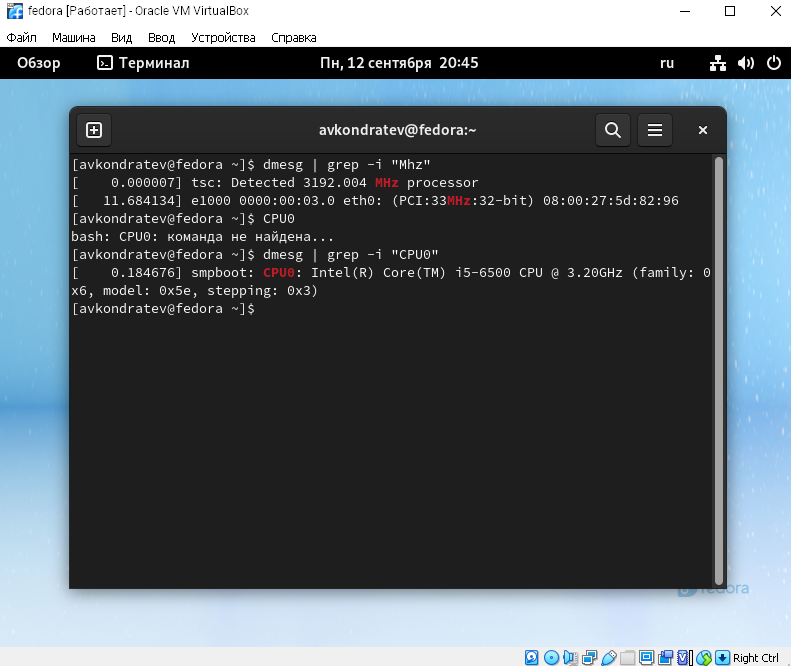 fedora [Работает] - Oracle VM VirtualBox
Файл Машина Вид Ввод Устройства Справка
Обзор Терминал Пн, 12 сентября 20:45 ru
avkondratev@fedora:~
[avkondratev@fedora ~]$ dmesg | grep -i "Mhz"
[    0.000007] tsc: Detected 3192.004 MHz processor
[   11.684134] e1000 0000:00:03.0 eth0: (PCI:33MHz:32-bit) 08:00:27:5d:82:96
[avkondratev@fedora ~]$ CPU0
bash: CPU0: команда не найдена...
[avkondratev@fedora ~]$ dmesg | grep -i "CPU0"
[    0.184676] smpboot: CPU0: Intel(R) Core(TM) i5-6500 CPU @ 3.20GHz (family: 0
x6, model: 0x5e, stepping: 0x3)
[avkondratev@fedora ~]$
fedora
Right Ctrl